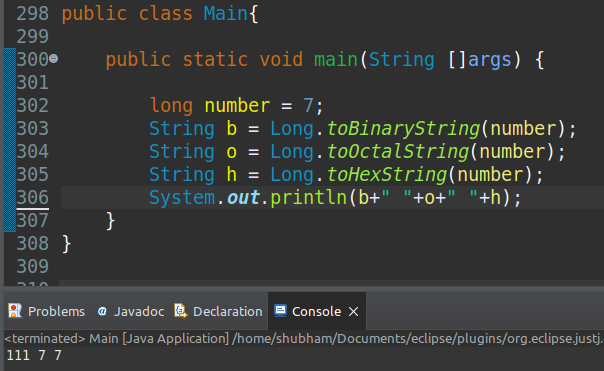 298 public class Main{
299
300 public static void main(String []args) {
301
302 long number = 7;
303 String b = Long.toBinaryString(number);
304 String o = Long.toOctalString(number);
305 String h = Long.toHexString(number);
306 System.out.println(b+" "+o+" "+h);
307 }
308 }
309
Problems @ Javadoc Declaration Console
<terminated> Main [Java Application] /home/shubham/Documents/eclipse/plugins/org.eclipse.justj.
111 7 7